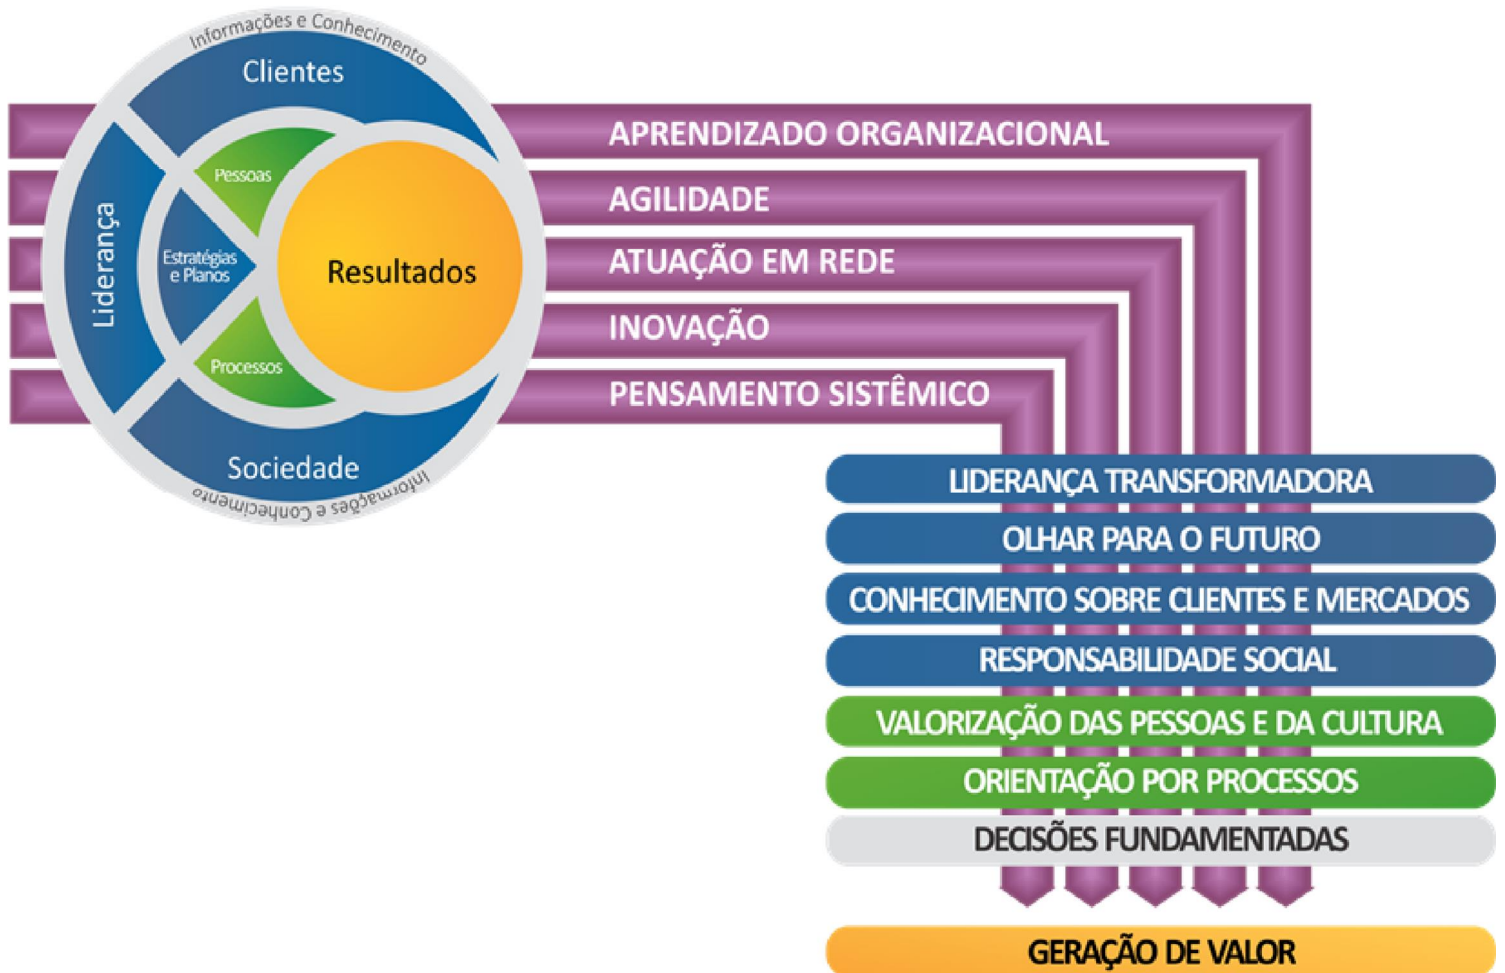 Informações e Conhecimento
Clientes
Liderança
Pessoas
Estratégias
e Planos
Processos
Resultados
Sociedade
Informações e Conhecimento
APRENDIZADO ORGANIZACIONAL
AGILIDADE
ATUAÇÃO EM REDE
INOVAÇÃO
PENSAMENTO SISTÊMICO
LIDERANÇA TRANSFORMADORA
OLHAR PARA O FUTURO
CONHECIMENTO SOBRE CLIENTES E MERCADOS
RESPONSABILIDADE SOCIAL
VALORIZAÇÃO DAS PESSOAS E DA CULTURA
ORIENTAÇÃO POR PROCESSOS
DECISÕES FUNDAMENTADAS
GERAÇÃO DE VALOR